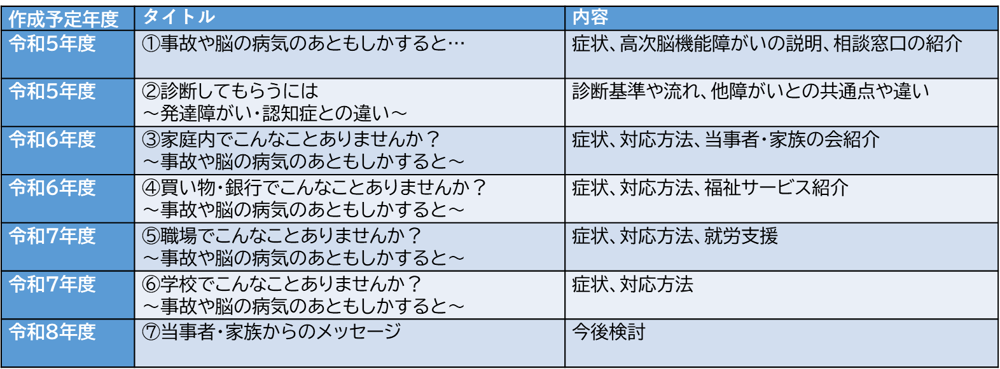 作成予定年度 タイトル 内容
令和5年度 ①事故や脳の病気のあともしかすると… 症状、高次脳機能障がいの説明、相談窓口の紹介
令和5年度 ②診断してもらうには 診断基準や流れ、他障がいとの共通点や違い
～発達障がい・認知症との違い～
令和6年度 ③家庭内でこんなことありませんか？ 症状、対応方法、当事者・家族の会紹介
～事故や脳の病気のあともしかすると～
令和6年度 ④買い物・銀行でこんなことありませんか？ 症状、対応方法、福祉サービス紹介
～事故や脳の病気のあともしかすると～
令和7年度 ⑤職場でこんなことありませんか？ 症状、対応方法、就労支援
～事故や脳の病気のあともしかすると～
令和7年度 ⑥学校でこんなことありませんか？ 症状、対応方法
～事故や脳の病気のあともしかすると～
令和8年度 ⑦当事者・家族からのメッセージ 今後検討